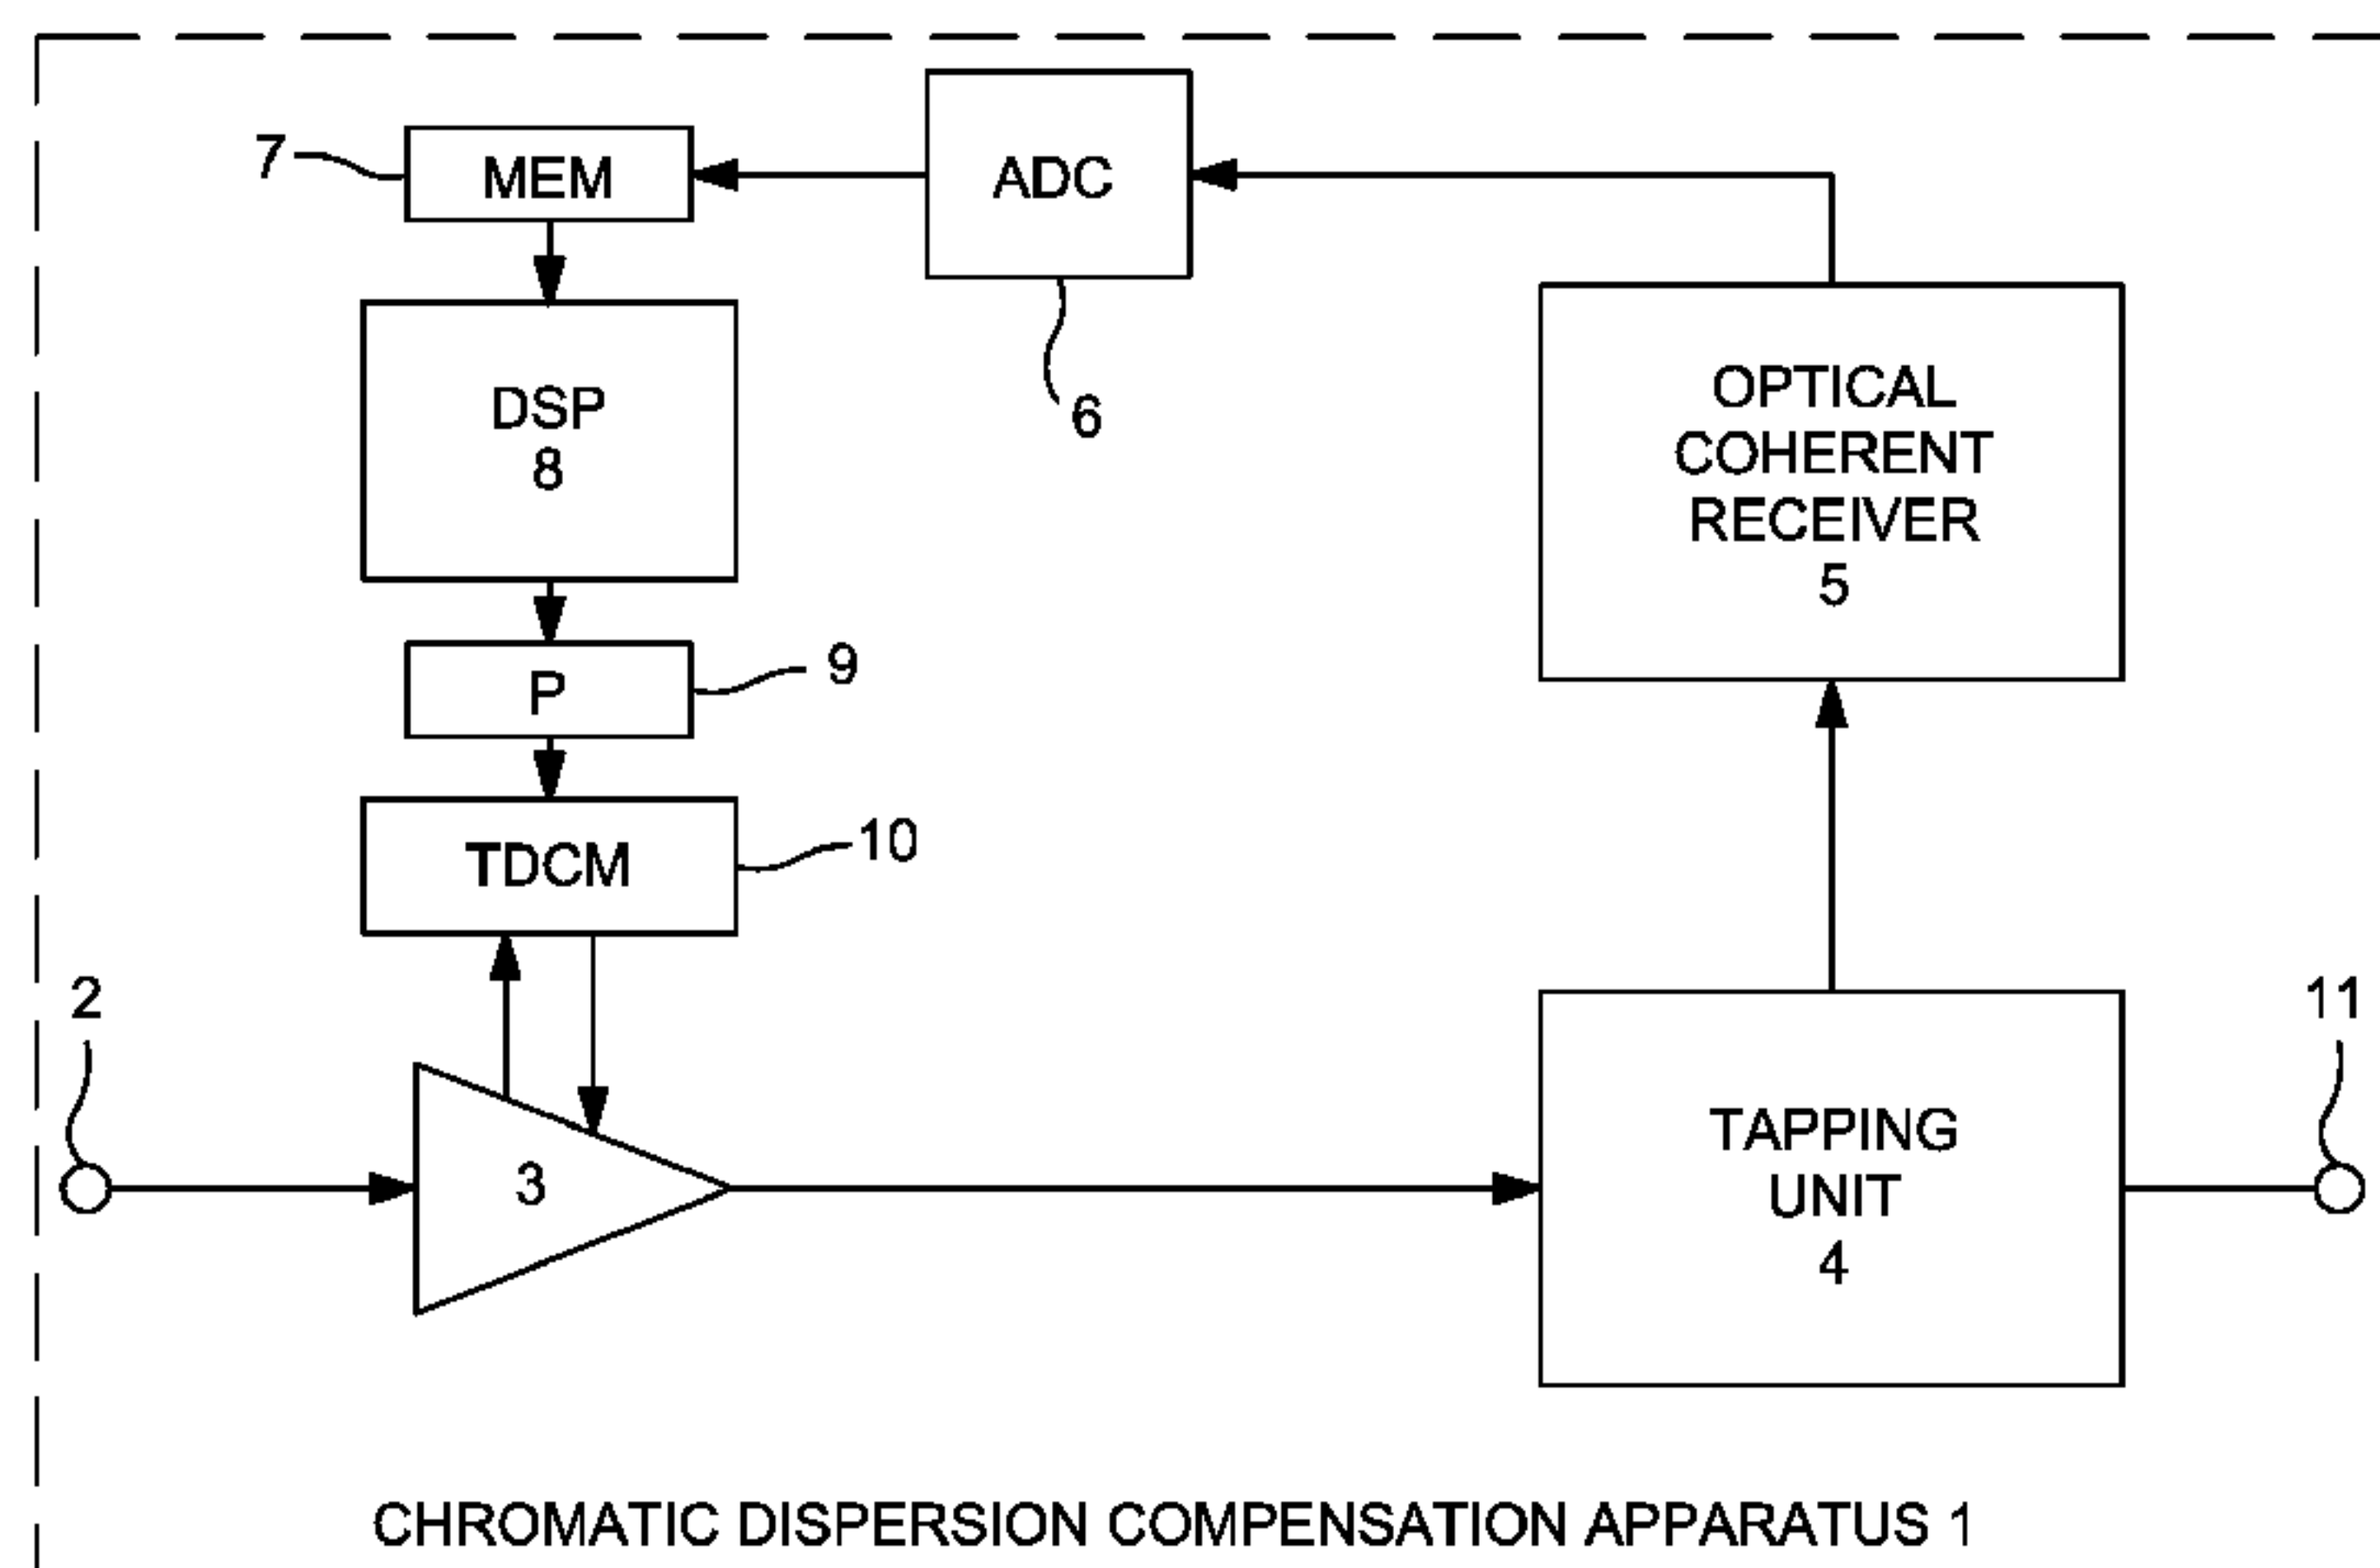 7
MEM
ADC
6
DSP
8
OPTICAL
COHERENT
RECEIVER
5
P
9
TDCM
10
2
3
TAPPING
UNIT
4
11
CHROMATIC DISPERSION COMPENSATION APPARATUS 1